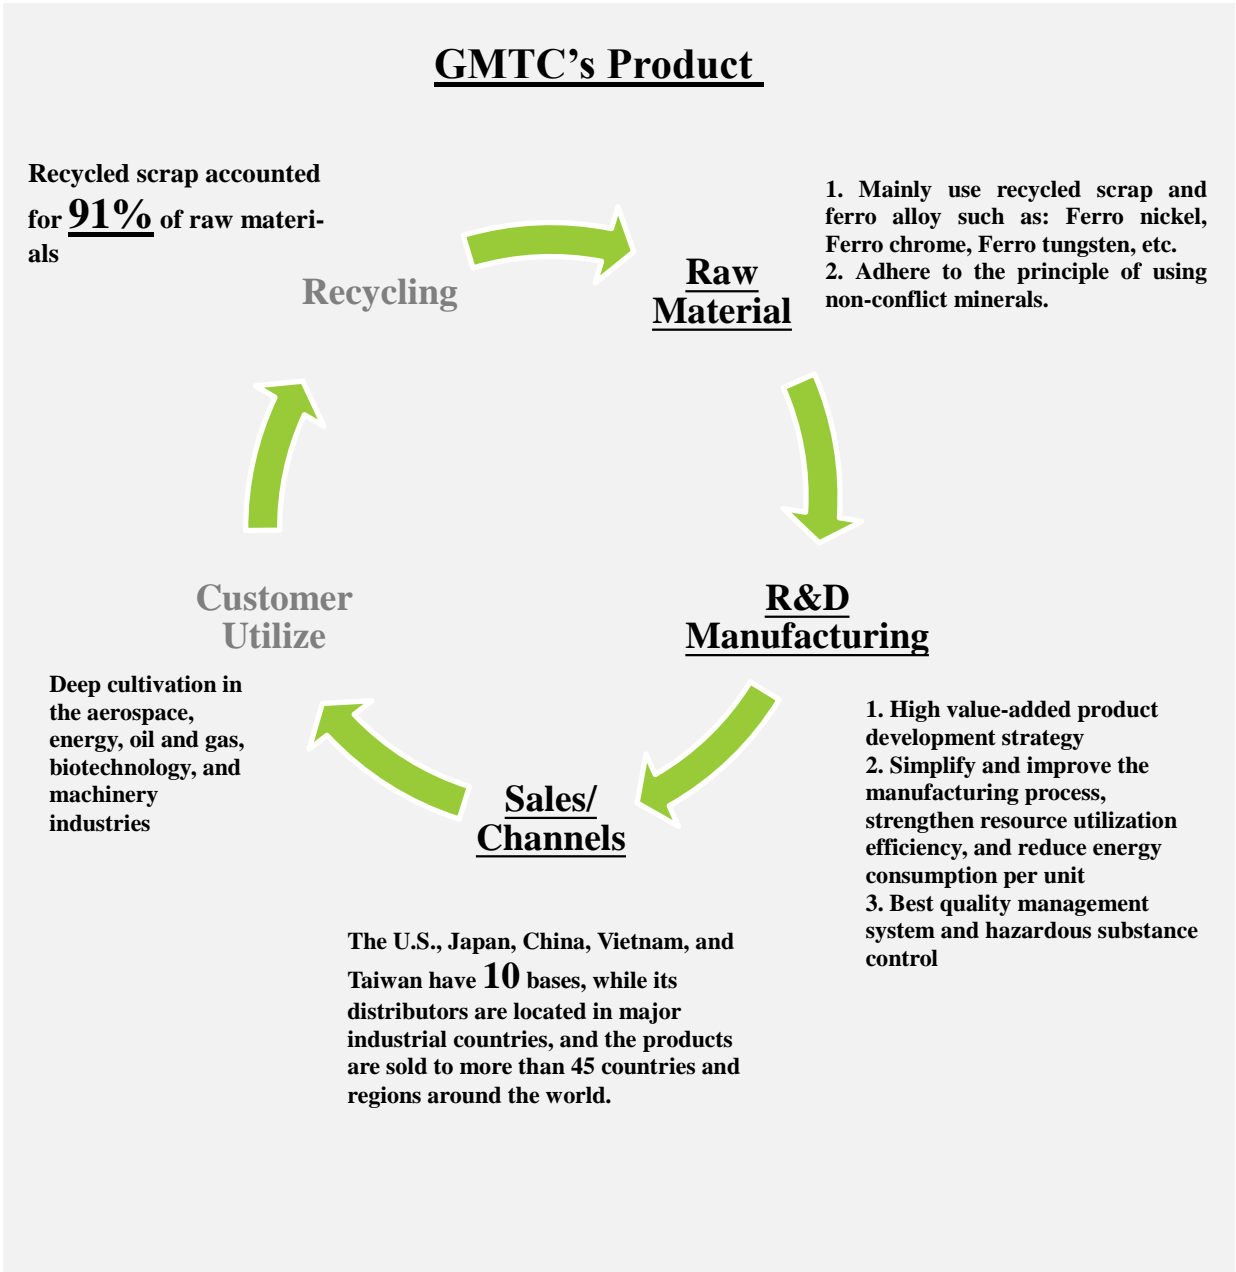 GMTC’s Product
Recycled scrap accounted
for 91% of raw materi-
als
Recycling
Raw
Material
1. Mainly use recycled scrap and
ferro alloy such as: Ferro nickel,
Ferro chrome, Ferro tungsten, etc.
2. Adhere to the principle of using
non-conflict minerals.
R&D
Manufacturing
1. High value-added product
development strategy
2. Simplify and improve the
manufacturing process,
strengthen resource utilization
efficiency, and reduce energy
consumption per unit
3. Best quality management
system and hazardous substance
control
Sales/
Channels
The U.S., Japan, China, Vietnam, and
Taiwan have 10 bases, while its
distributors are located in major
industrial countries, and the products
are sold to more than 45 countries and
regions around the world.
Customer
Utilize
Deep cultivation in
the aerospace,
energy, oil and gas,
biotechnology, and
machinery
industries